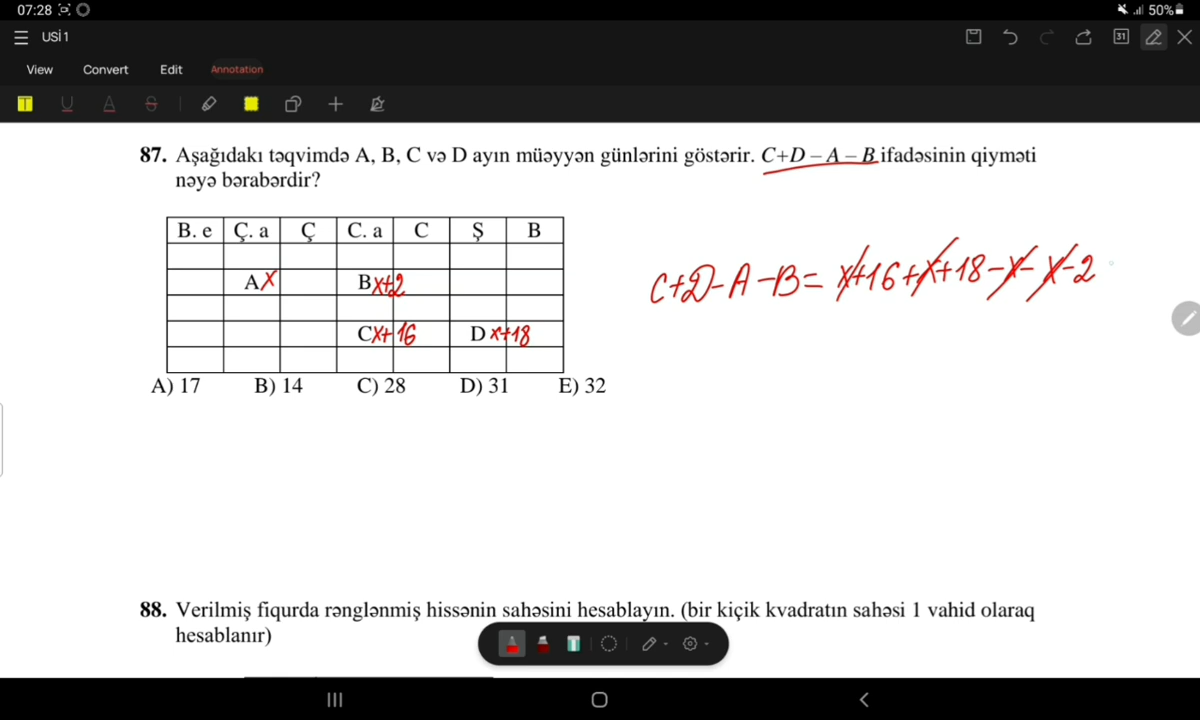 07:28
50%
USİ 1
31
View Convert Edit Annotation
T U A S
87. Aşağıdakı təqvimdə A, B, C və D ayın müəyyən günlərini göstərir. C+D – A – B ifadəsinin qiyməti
nəyə bərabərdir?
B. e Ç. a Ç C. a C Ş B
A X B X+2
C X+16 D X+18
C+D-A-B= X+16+X+18-X-X-2
A) 17 B) 14 C) 28 D) 31 E) 32
88. Verilmiş fiqurda rənglənmiş hissənin sahəsini hesablayın. (bir kiçik kvadratın sahəsi 1 vahid olaraq
hesablanır)